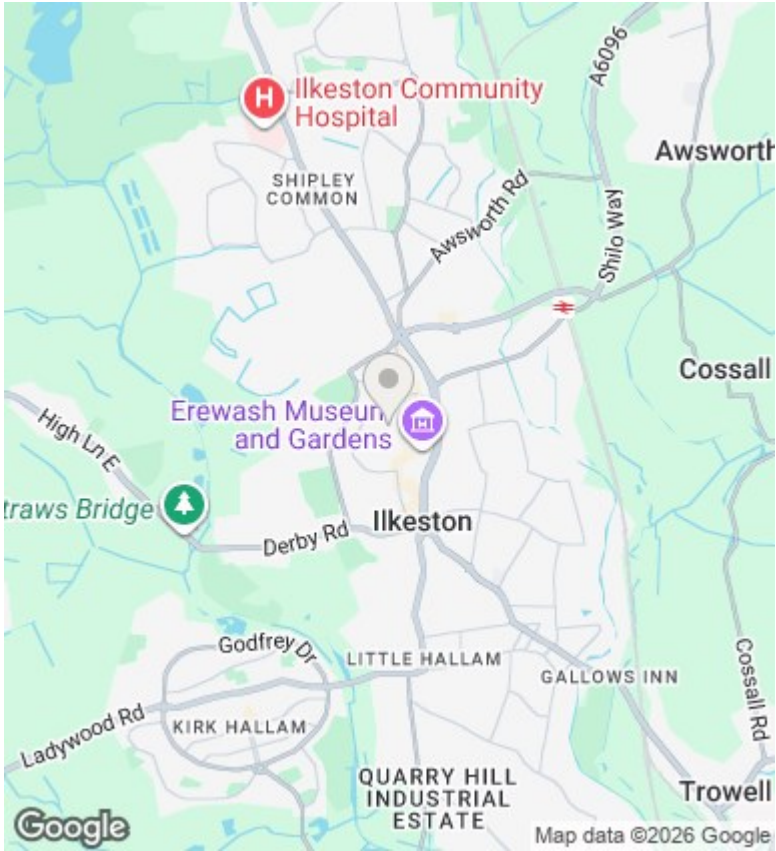 A6096
Ilkeston Community
Hospital
Awsworth
SHIPLEY
COMMON
Awsworth Rd
Shilo Way
Cossall
Erewash Museum
and Gardens
High Ln E
traws Bridge
Derby Rd
Ilkeston
Godfrey Dr
LITTLE HALLAM
GALLOWS INN
Cossall Rd
Ladywood Rd
KIRK HALLAM
QUARRY HILL
INDUSTRIAL
ESTATE
Trowell
Google
Map data ©2026 Google